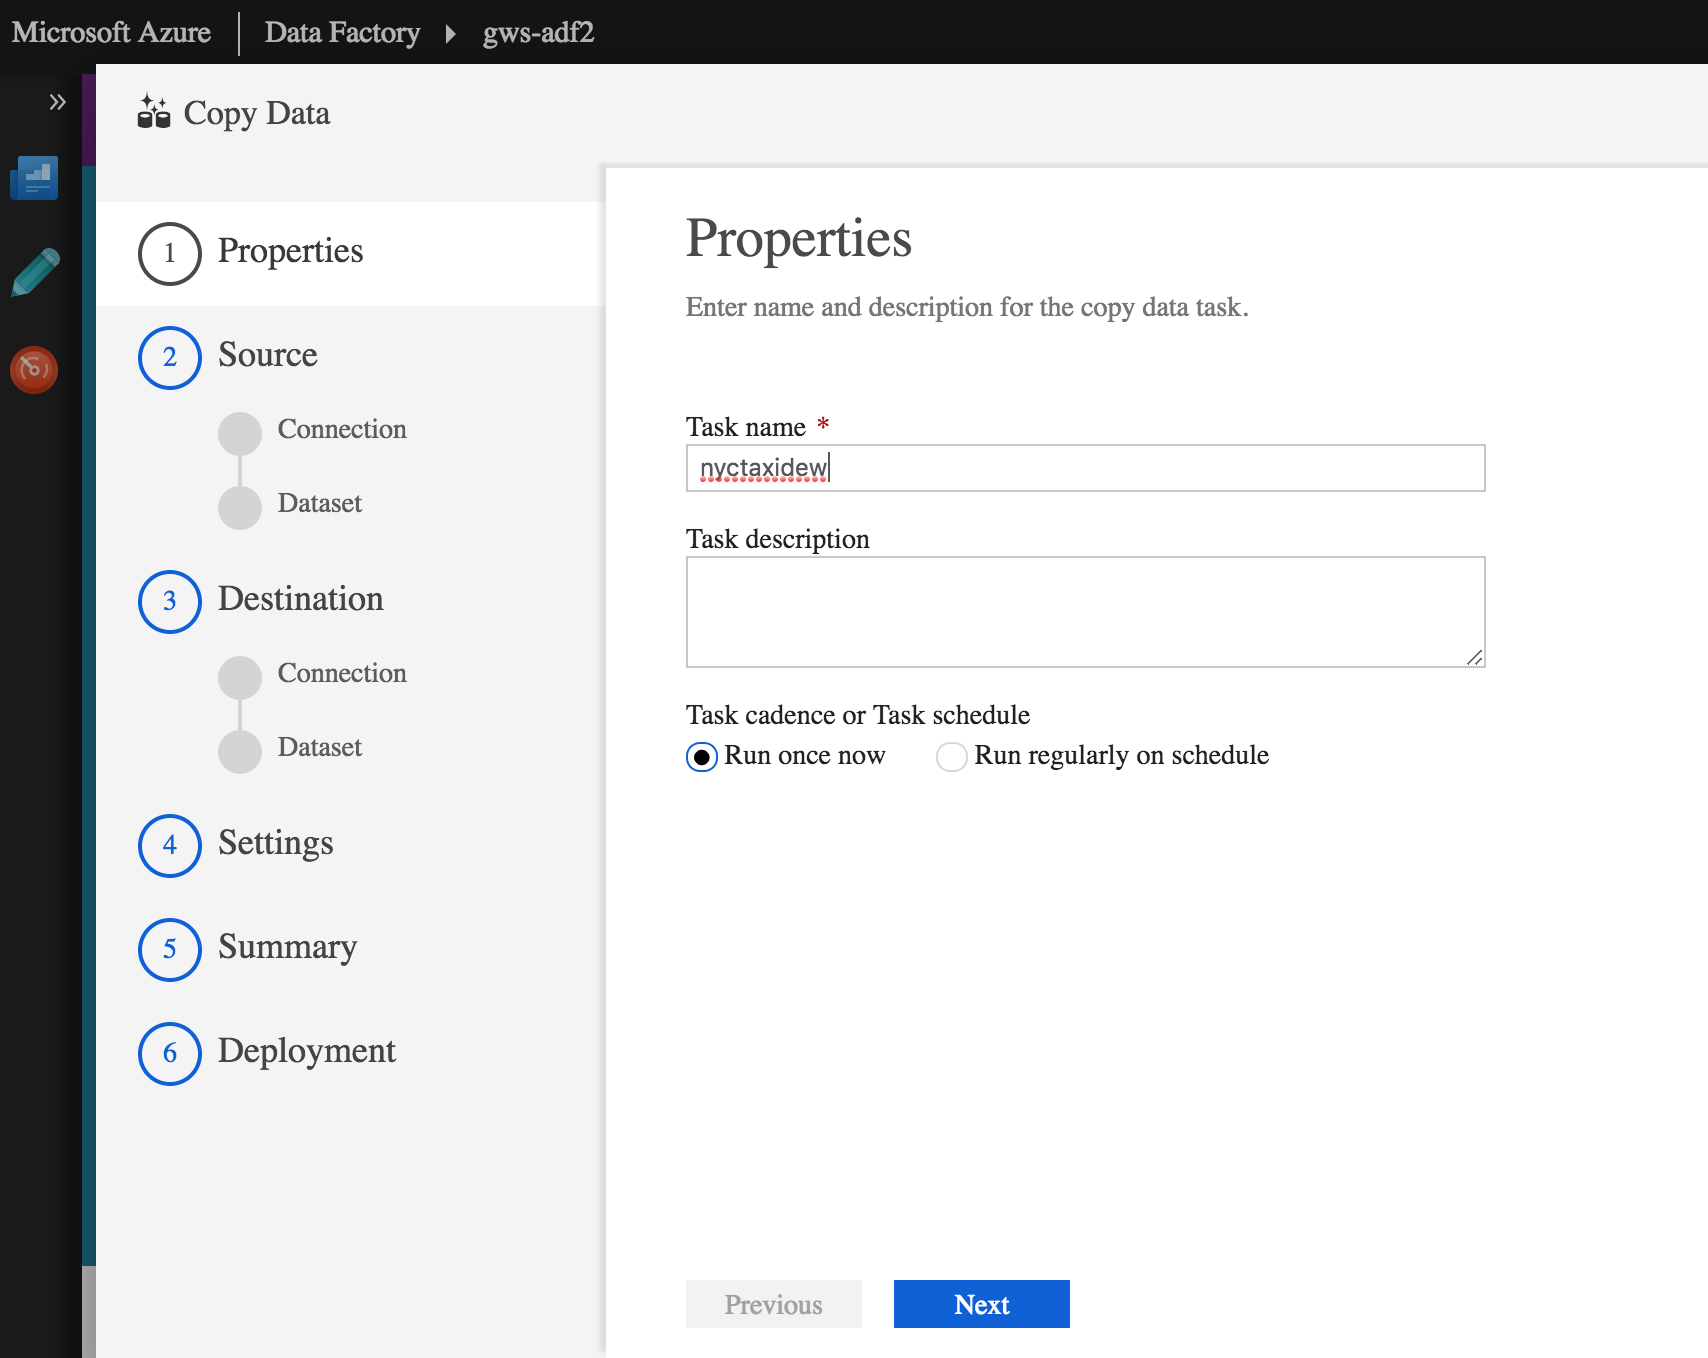 Microsoft Azure
Data Factory
gws-adf2
Copy Data
1 Properties
2 Source
Connection
Dataset
3 Destination
Connection
Dataset
4 Settings
5 Summary
6 Deployment
Properties
Enter name and description for the copy data task.
Task name *
nyctaxidew
Task description
Task cadence or Task schedule
Run once now Run regularly on schedule
Previous Next